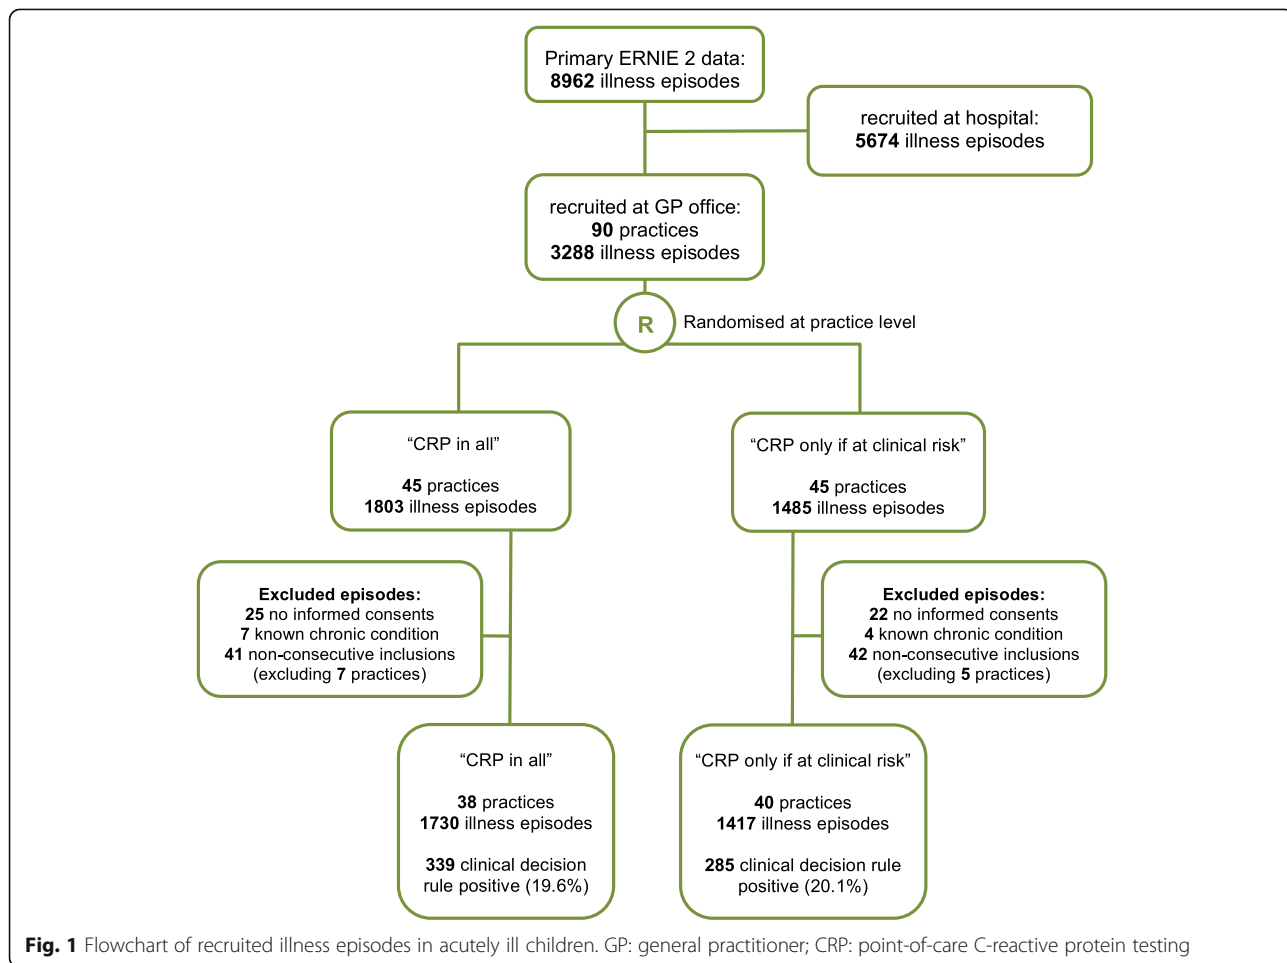 Primary ERNIE 2 data:
8962 illness episodes
recruited at hospital:
5674 illness episodes
recruited at GP office:
90 practices
3288 illness episodes
R
Randomised at practice level
“CRP in all”
45 practices
1803 illness episodes
“CRP only if at clinical risk”
45 practices
1485 illness episodes
Excluded episodes:
25 no informed consents
7 known chronic condition
41 non-consecutive inclusions
(excluding 7 practices)
Excluded episodes:
22 no informed consents
4 known chronic condition
42 non-consecutive inclusions
(excluding 5 practices)
“CRP in all”
38 practices
1730 illness episodes
339 clinical decision
rule positive (19.6%)
“CRP only if at clinical risk”
40 practices
1417 illness episodes
285 clinical decision rule
positive (20.1%)
Fig. 1 Flowchart of recruited illness episodes in acutely ill children. GP: general practitioner; CRP: point-of-care C-reactive protein testing